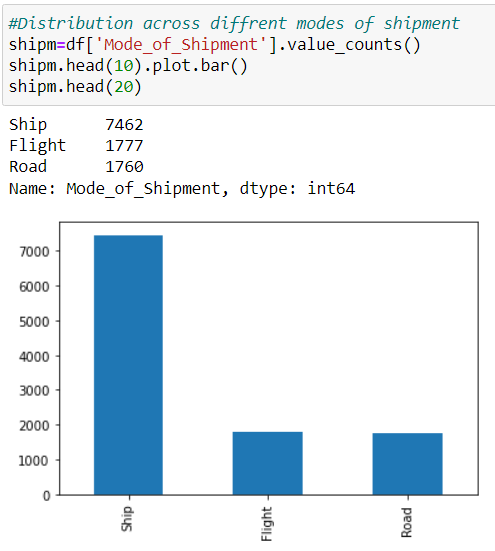 #Distribution across diffrent modes of shipment
shipm=df['Mode_of_Shipment'].value_counts()
shipm.head(10).plot.bar()
shipm.head(20)
Ship 7462
Flight 1777
Road 1760
Name: Mode_of_Shipment, dtype: int64
7000
6000
5000
4000
3000
2000
1000
0
Ship
Flight
Road